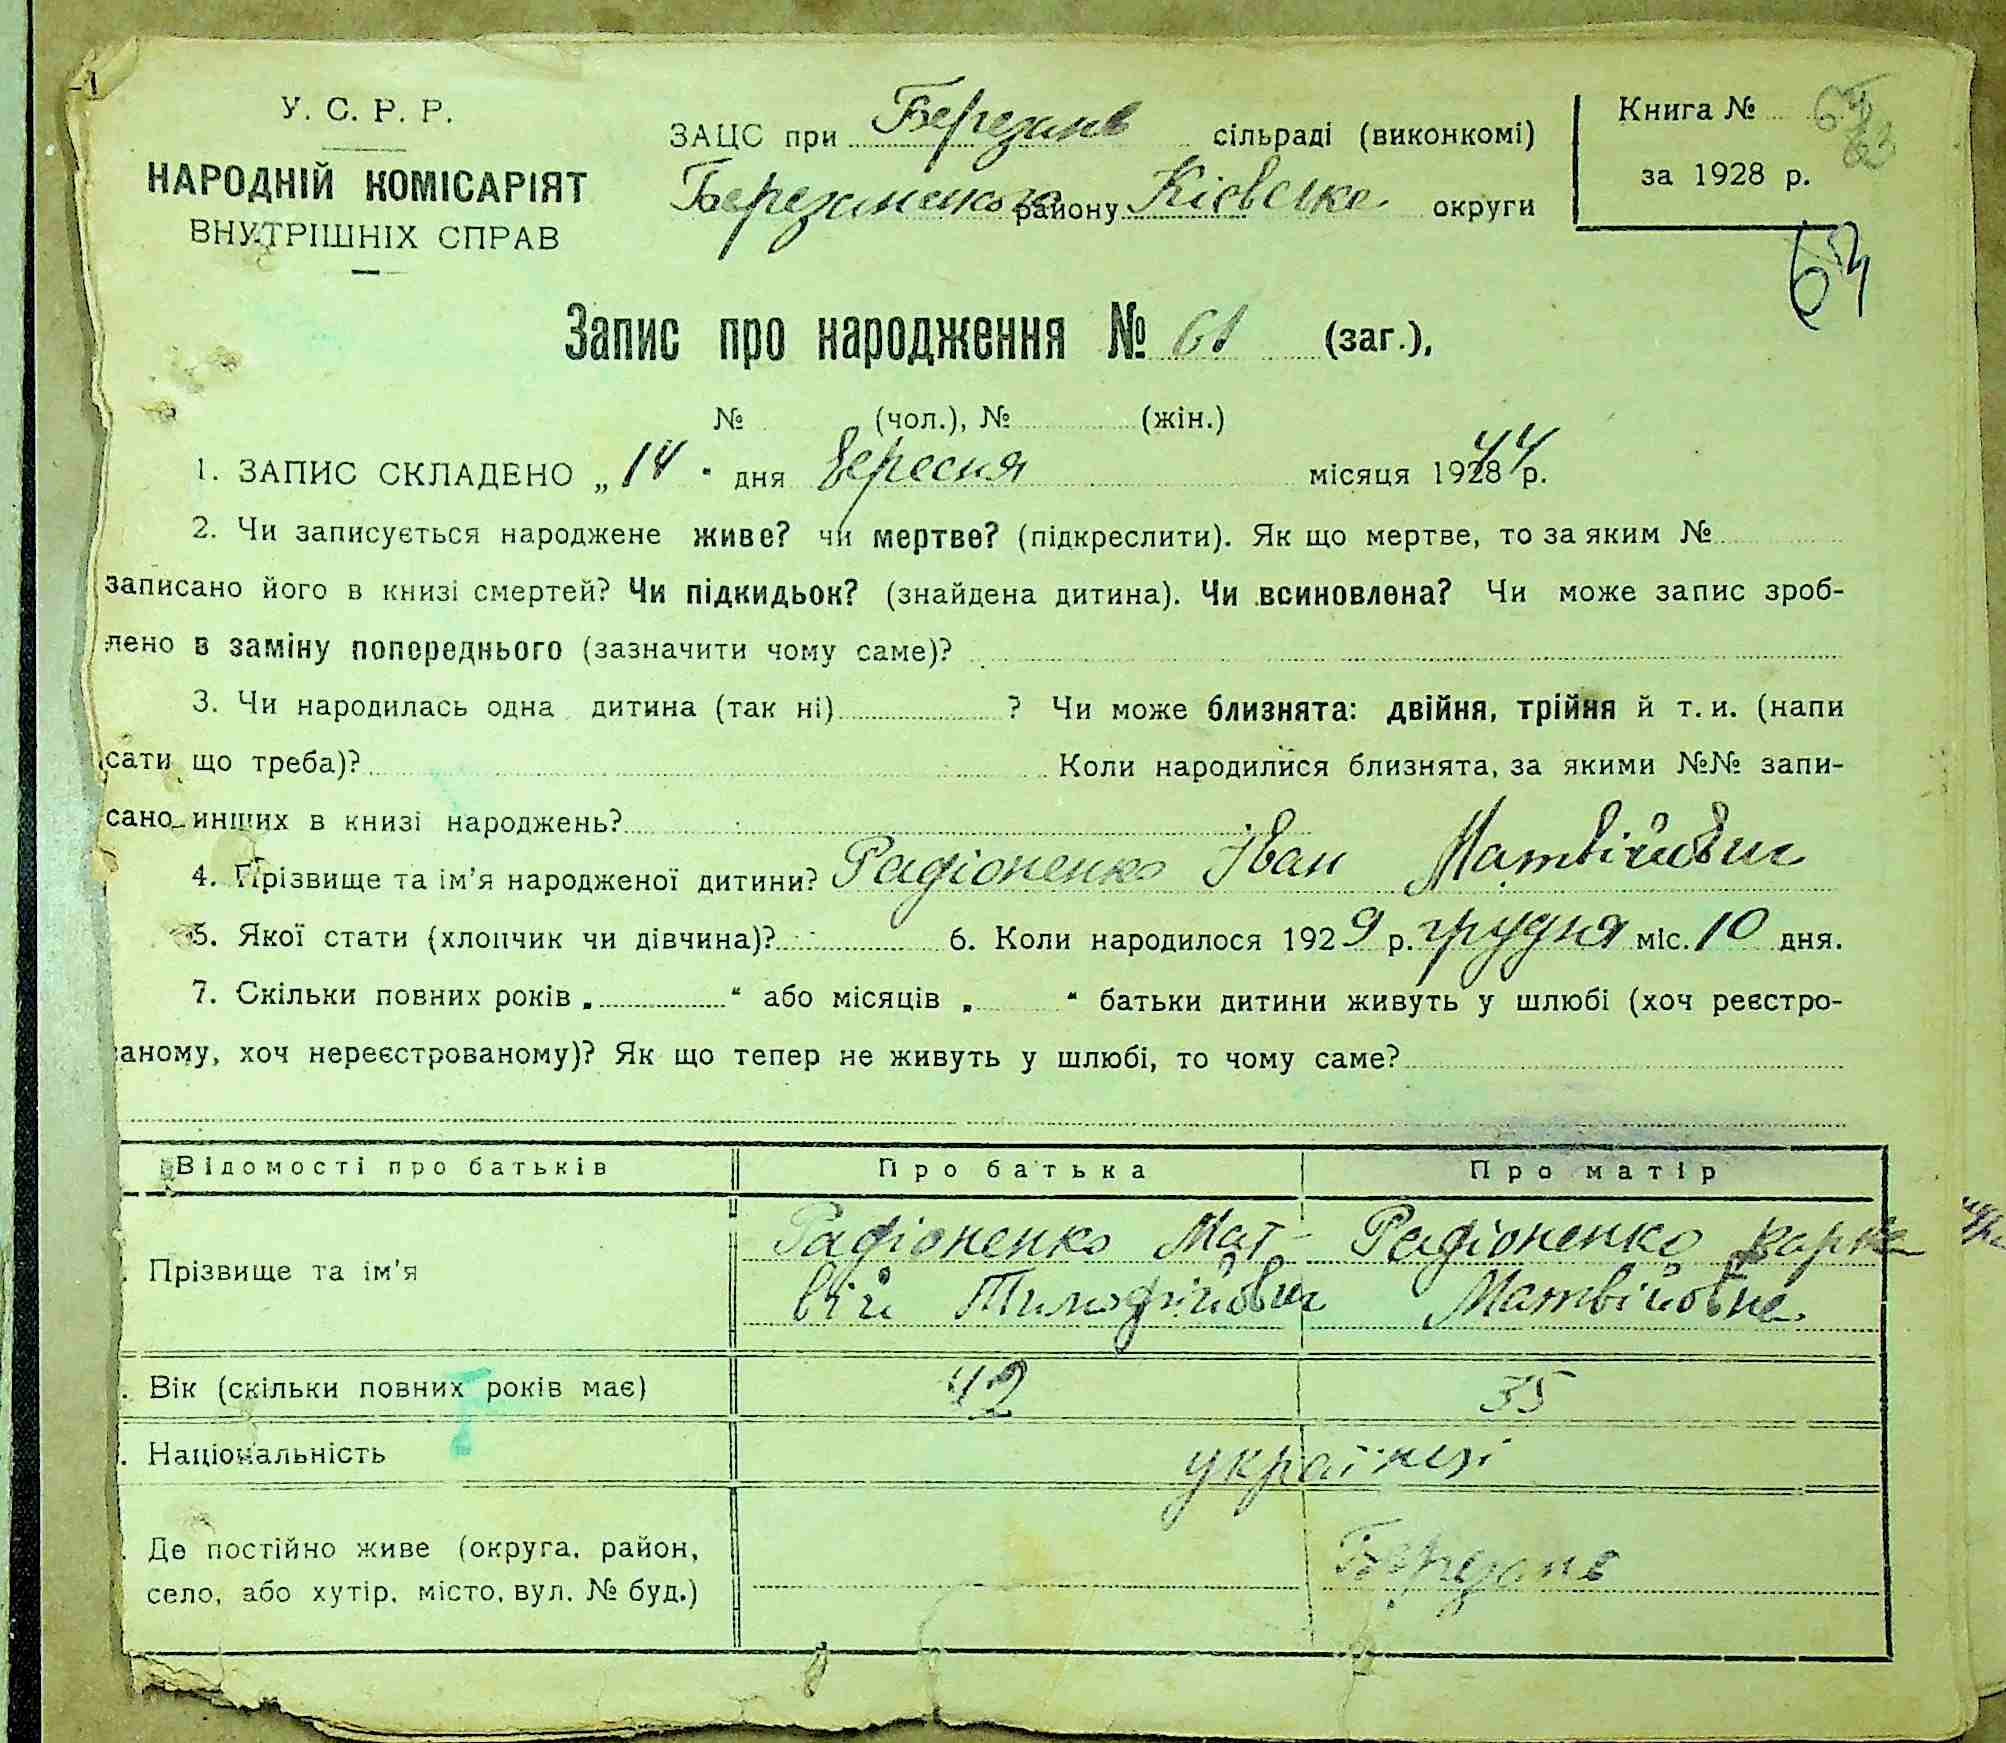 У. С. Р. Р.
НАРОДНІЙ КОМІСАРІЯТ
ВНУТРІШНІХ СПРАВ
ЗАЦС при Березань сільраді (виконкомі)
Березанського району Кієвське округи
Книга №
за 1928 р.
Запис про народження № 61 (заг.),
№ (чол.), № (жін.)
1. ЗАПИС СКЛАДЕНО „14" дня Вересня місяця 1928 44 р.
2. Чи записується народжене живе? чи мертве? (підкреслити). Як що мертве, то за яким №
записано його в книзі смертей? Чи підкидьок? (знайдена дитина). Чи всиновлена? Чи може запис зроб-
лено в заміну попереднього (зазначити чому саме)?
3. Чи народилась одна дитина (так ні) ? Чи може близнята: двійня, трійня й т. и. (напи
сати що треба)? Коли народилися близнята, за якими №№ запи-
сано инших в книзі народжень?
4. Прізвище та ім'я народженої дитини? Радіоненко Іван Матвійович
5. Якої стати (хлопчик чи дівчина)? 6. Коли народилося 1929 р. грудня міс. 10 дня.
7. Скільки повних років „ " або місяців „ " батьки дитини живуть у шлюбі (хоч реєстро-
аному, хоч нереєстрованому)? Як що тепер не живуть у шлюбі, то чому саме?
Відомості про батьків Про батька Про матір
Прізвище та ім'я
Радіоненко Мат-
вій Тимофійович
Радіоненко
Матвійовна
Вік (скільки повних років має) 42 35
Національність українці
Де постійно живе (округа, район,
село, або хутір, місто, вул. № буд.)
Березань